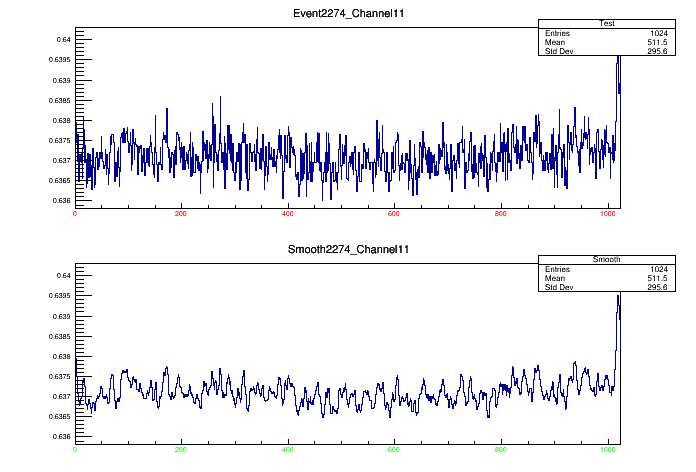 Event2274_Channel11
Test
Entries 1024
Mean 511.5
Std Dev 295.6
0.64
0.6395
0.639
0.6385
0.638
0.6375
0.637
0.6365
0.636
0 200 400 600 800 1000
Smooth2274_Channel11
Smooth
Entries 1024
Mean 511.5
Std Dev 295.6
0.64
0.6395
0.639
0.6385
0.638
0.6375
0.637
0.6365
0.636
0 200 400 600 800 1000